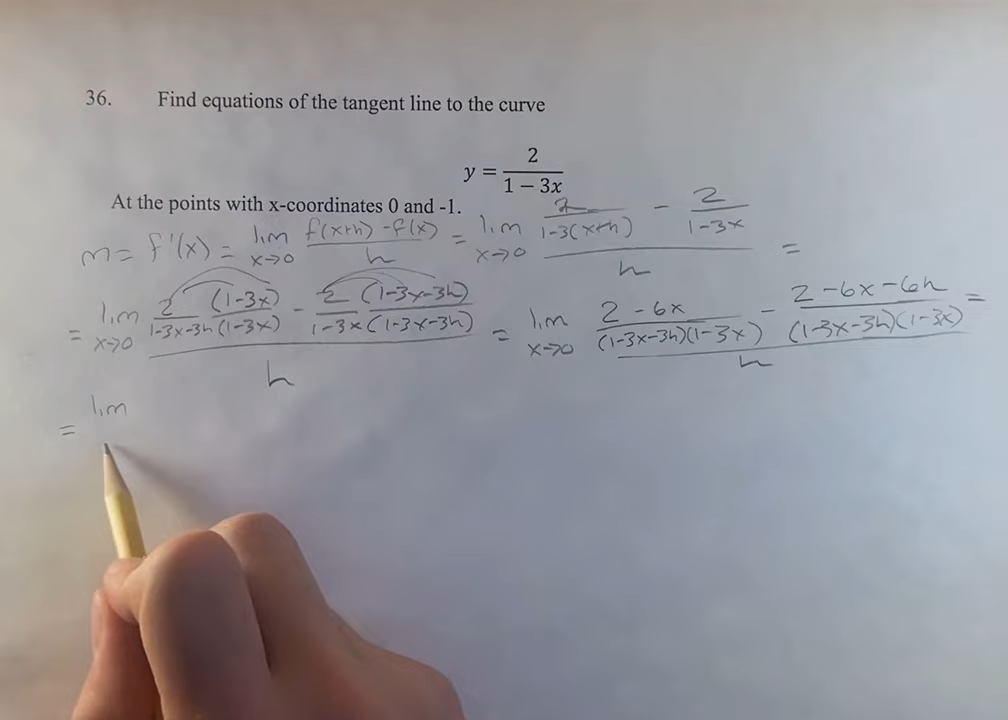 36. Find equations of the tangent line to the curve
y = 2/(1 − 3x)
At the points with x-coordinates 0 and -1.
m = f'(x) = lim x→0 (f(x+h) - f(x))/h = lim x→0 (2/(1-3(x+h)) - 2/(1-3x))/h =
= lim x→0 (2 (1-3x)/(1-3x-3h (1-3x)) - 2 (1-3x-3h)/(1-3x (1-3x-3h)))/h = lim x→0 ((2-6x)/((1-3x-3h)(1-3x)) - (2-6x-6h)/((1-3x-3h)(1-3x)))/h =
= lim